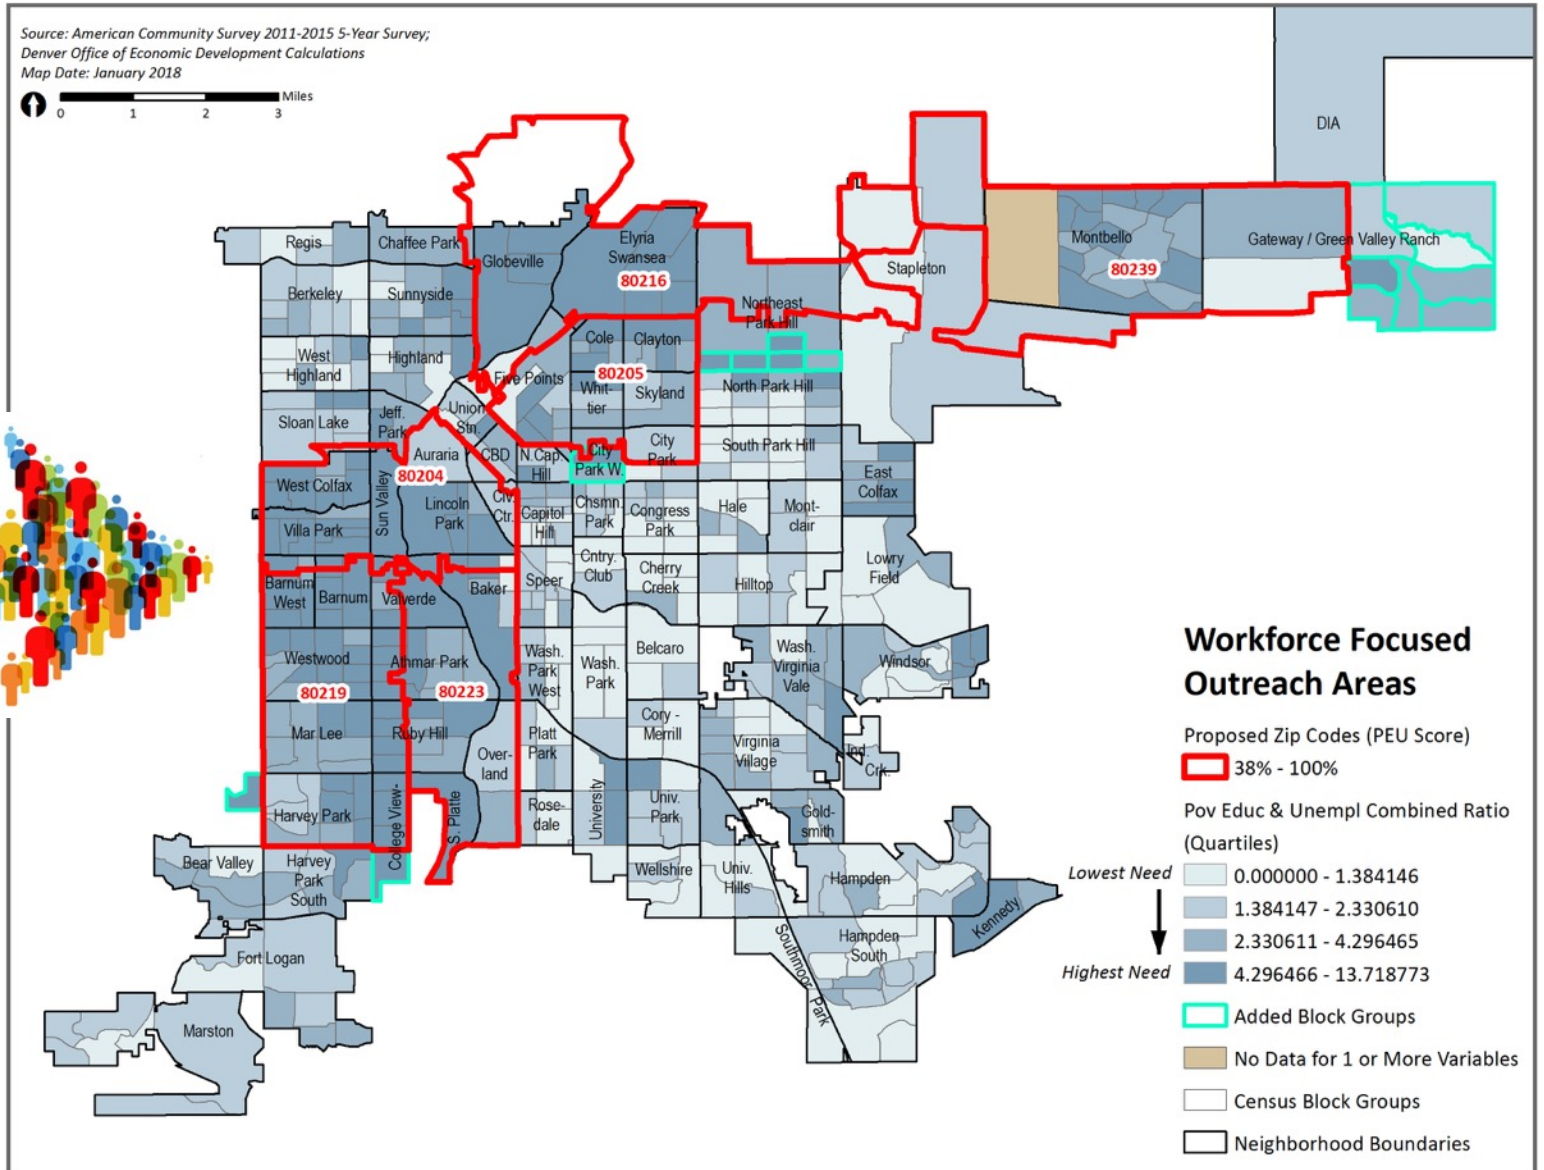 Source: American Community Survey 2011-2015 5-Year Survey;
Denver Office of Economic Development Calculations
Map Date: January 2018
Miles
0 1 2 3
DIA
Regis
Chaffee Park
Globeville
Elyria
Swansea
80216
Montbello
80239
Gateway / Green Valley Ranch
Stapleton
Berkeley
Sunnyside
Northeast
Park Hill
West
Highland
Highland
Cole
Clayton
80205
Five Points
Whit-
tier
Skyland
North Park Hill
Sloan Lake
Jeff.
Park
Union
Stn.
Auraria
CBD
N.Cap.
Hill
City
Park W.
City
Park
South Park Hill
80204
West Colfax
Sun Valley
Lincoln
Park
Civ.
Ctr.
Capitol
Hill
Chsmn.
Park
Congress
Park
Hale
Mont-
clair
East
Colfax
Villa Park
Barnum
West
Barnum
Valverde
Baker
Speer
Cntry.
Club
Cherry
Creek
Hilltop
Lowry
Field
Westwood
Athmar Park
80219
80223
Wash.
Park
West
Wash.
Park
Belcaro
Wash.
Virginia
Vale
Windsor
Mar Lee
Ruby Hill
Over-
land
Platt
Park
Cory -
Merrill
Virginia
Village
Ind.
Crk.
Harvey Park
College View-
S. Platte
Rose-
dale
University
Univ.
Park
Gold-
smith
Bear Valley
Harvey
Park
South
Wellshire
Univ.
Hills
Hampden
Kennedy
Fort Logan
Southmoor Park
Hampden
South
Marston
Workforce Focused
Outreach Areas
Proposed Zip Codes (PEU Score)
38% - 100%
Pov Educ & Unempl Combined Ratio
(Quartiles)
Lowest Need
0.000000 - 1.384146
1.384147 - 2.330610
2.330611 - 4.296465
Highest Need
4.296466 - 13.718773
Added Block Groups
No Data for 1 or More Variables
Census Block Groups
Neighborhood Boundaries